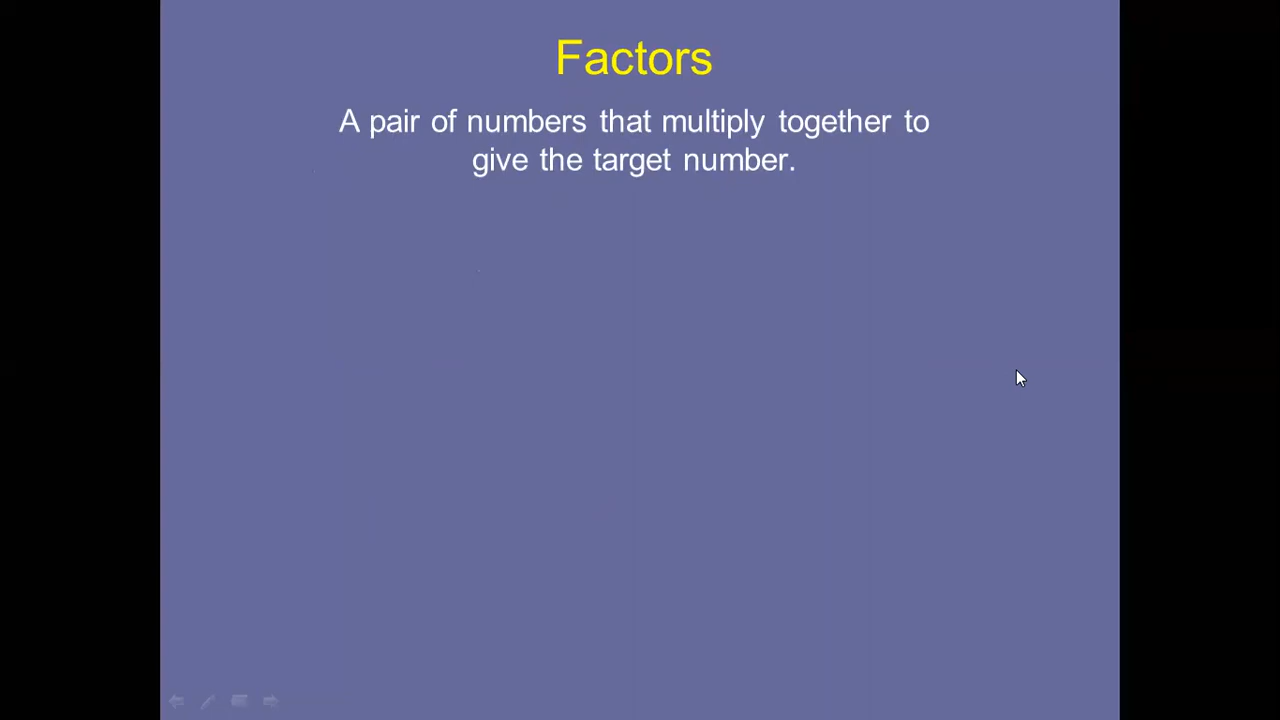 Factors
A pair of numbers that multiply together to
give the target number.